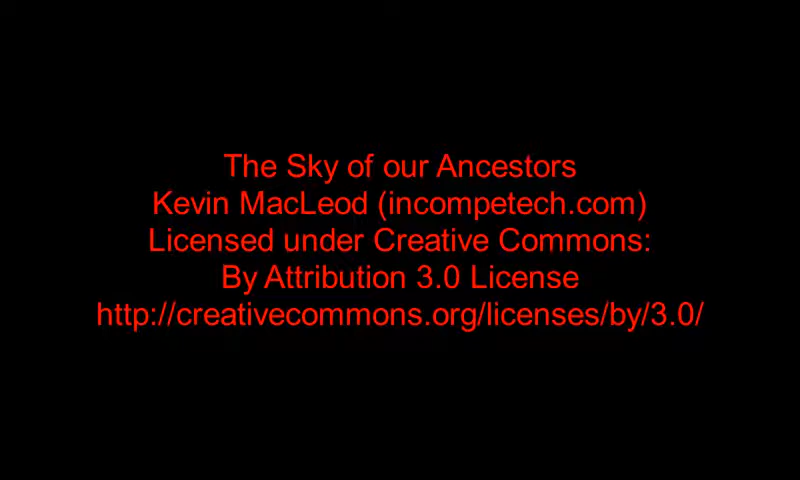 The Sky of our Ancestors
Kevin MacLeod (incompetech.com)
Licensed under Creative Commons:
By Attribution 3.0 License
http://creativecommons.org/licenses/by/3.0/